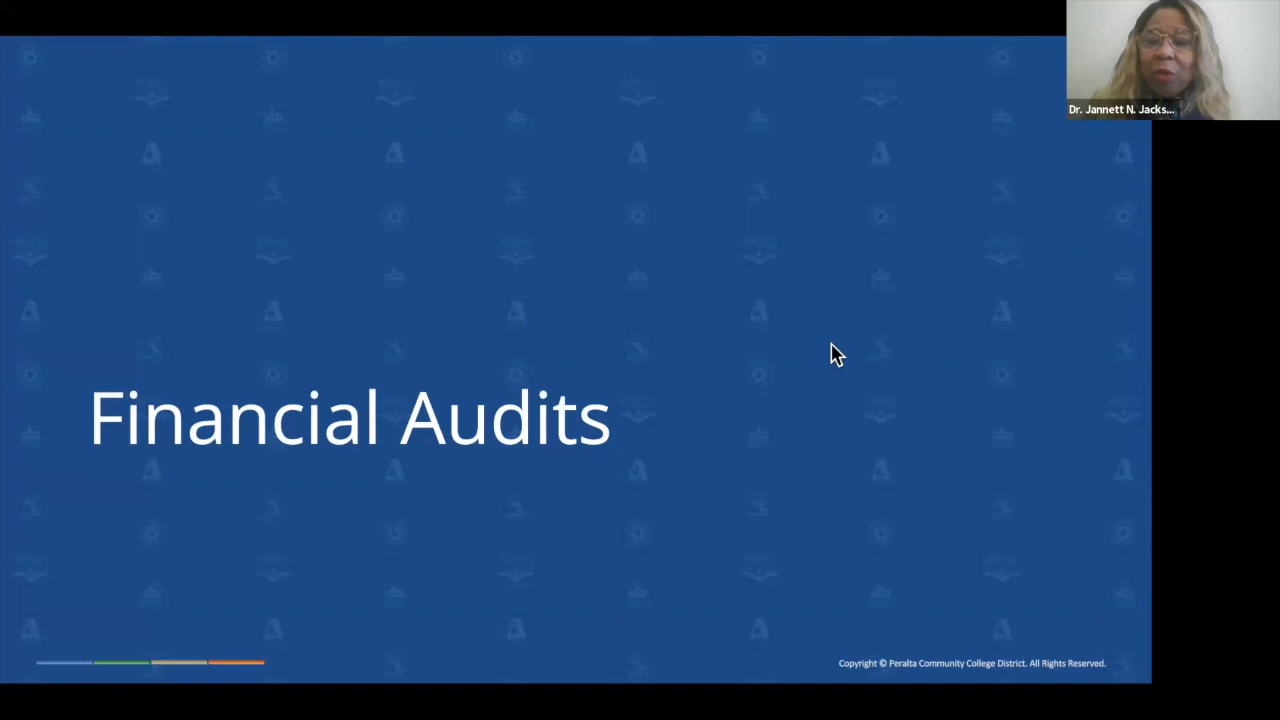 Dr. Jannett N. Jacks...
Financial Audits
Copyright © Peralta Community College District. All Rights Reserved.